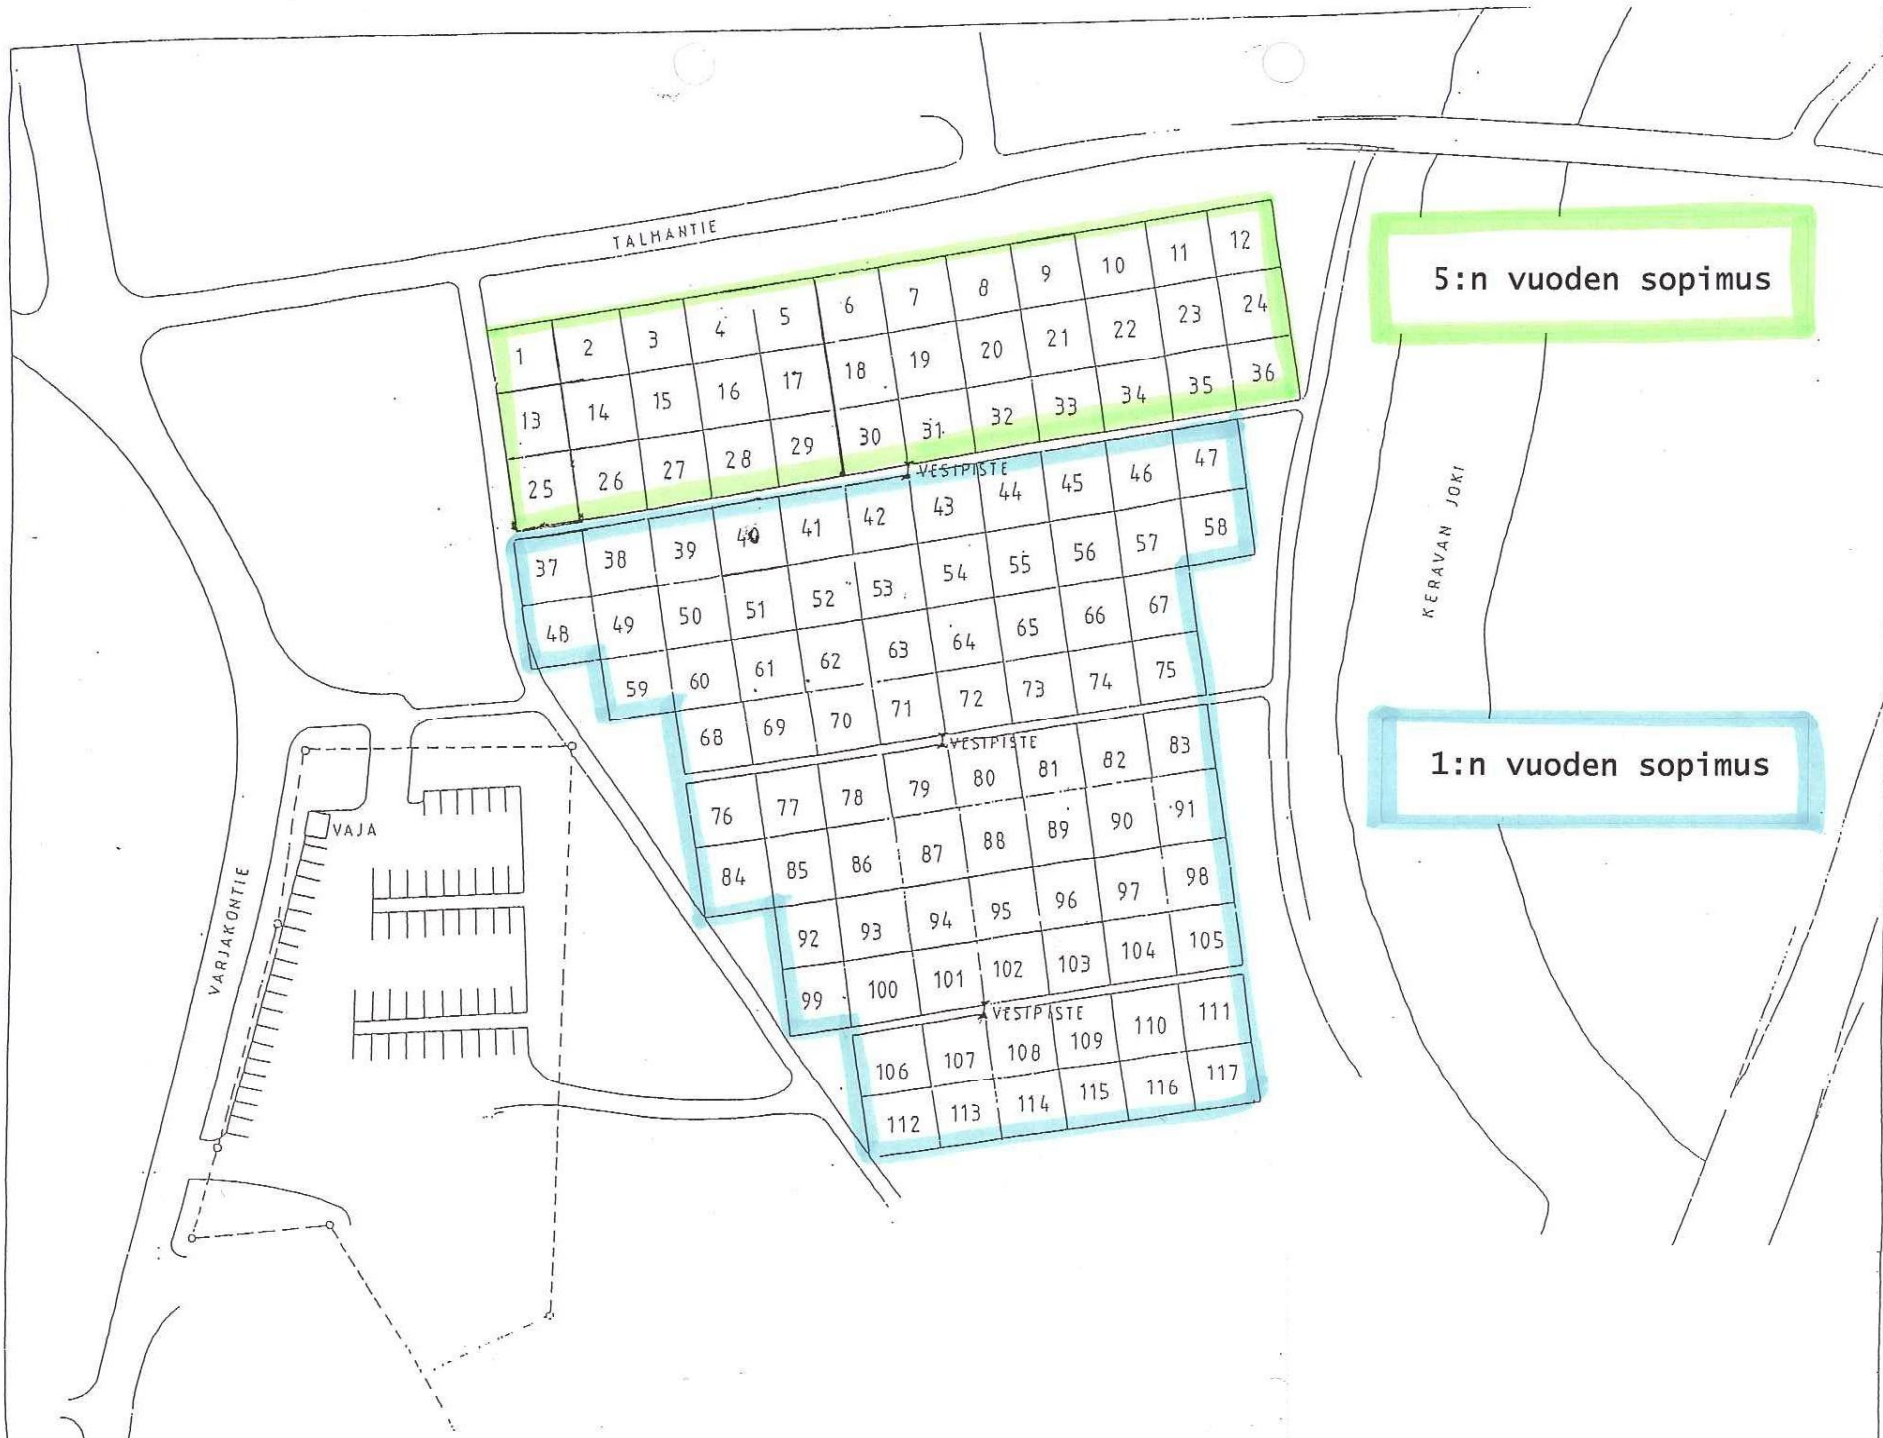 TALMANTIE
1 2 3 4 5 6 7 8 9 10 11 12
13 14 15 16 17 18 19 20 21 22 23 24
25 26 27 28 29 30 31 32 33 34 35 36
VESIPISTE
37 38 39 40 41 42 43 44 45 46 47
48 49 50 51 52 53 54 55 56 57 58
59 60 61 62 63 64 65 66 67
68 69 70 71 72 73 74 75
VESIPISTE
76 77 78 79 80 81 82 83
84 85 86 87 88 89 90 91
92 93 94 95 96 97 98
99 100 101 102 103 104 105
VESIPISTE
106 107 108 109 110 111
112 113 114 115 116 117
VAJA
VARJAKONTIE
KERAVAN JOKI
5:n vuoden sopimus
1:n vuoden sopimus